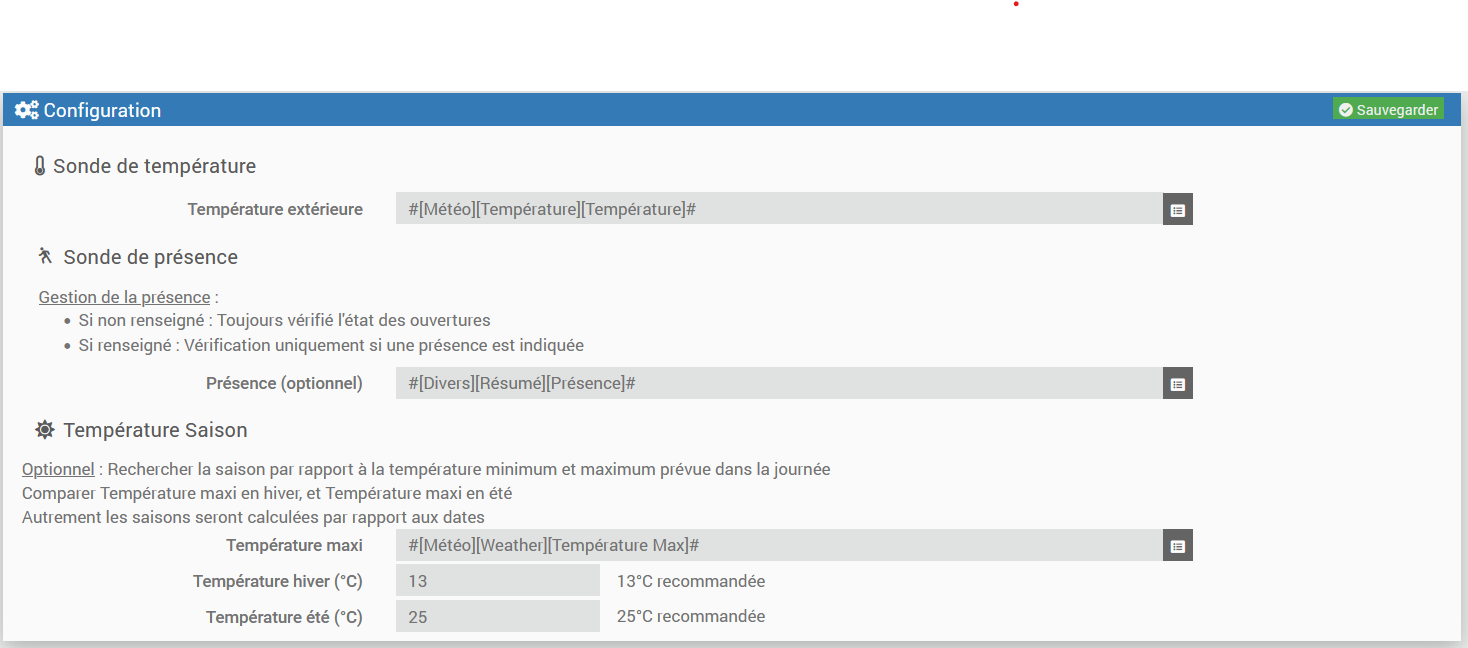 Configuration
Sauvegarder
Sonde de température
Température extérieure
#[Météo][Température][Température]#
Sonde de présence
Gestion de la présence :
• Si non renseigné : Toujours vérifié l'état des ouvertures
• Si renseigné : Vérification uniquement si une présence est indiquée
Présence (optionnel)
#[Divers][Résumé][Présence]#
Température Saison
Optionnel : Rechercher la saison par rapport à la température minimum et maximum prévue dans la journée
Comparer Température maxi en hiver, et Température maxi en été
Autrement les saisons seront calculées par rapport aux dates
Température maxi
#[Météo][Weather][Température Max]#
Température hiver (°C)
13
13°C recommandée
Température été (°C)
25
25°C recommandée